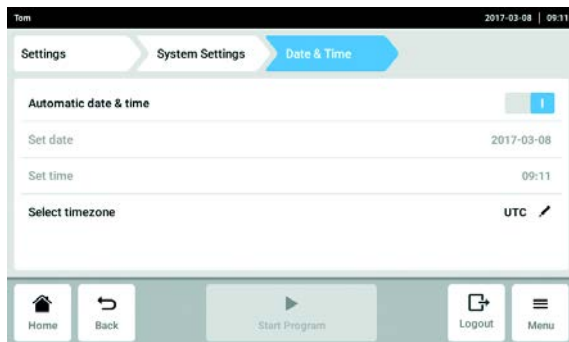 Tom 2017-03-08 | 09:11
Settings System Settings Date & Time
Automatic date & time I
Set date 2017-03-08
Set time 09:11
Select timezone UTC
Home Back Start Program Logout Menu